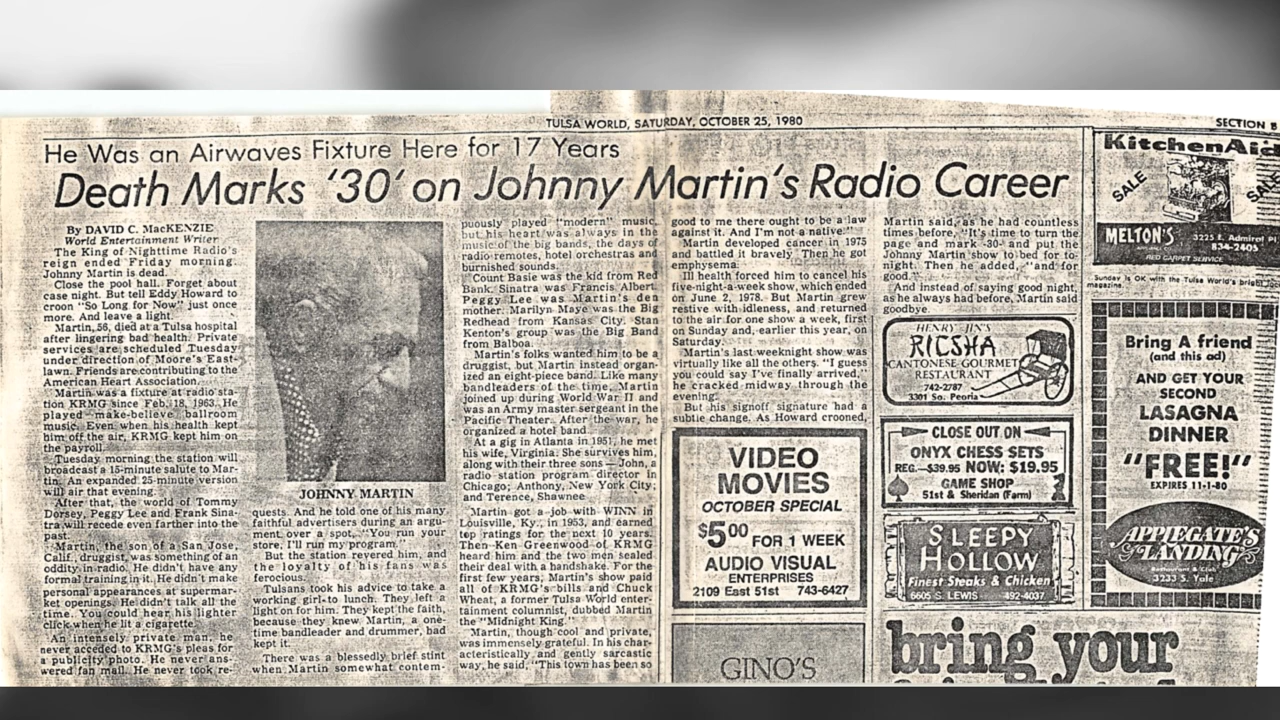 TULSA WORLD, SATURDAY, OCTOBER 25, 1980
SECTION B
He Was an Airwaves Fixture Here for 17 Years
Death Marks '30' on Johnny Martin's Radio Career
By DAVID C. MacKENZIE
World Entertainment Writer
The King of Nighttime Radio's
reign ended Friday morning.
Johnny Martin is dead.
Close the pool hall. Forget about
case night. But tell Eddy Howard to
croon "So Long for Now" just once
more. And leave a light.
Martin, 56, died at a Tulsa hospital
after lingering bad health. Private
services are scheduled Tuesday
under direction of Moore's East-
lawn. Friends are contributing to the
American Heart Association.
Martin was a fixture at radio sta-
tion KRMG since Feb. 18, 1963. He
played make-believe ballroom
music. Even when his health kept
him off the air, KRMG kept him on
the payroll.
Tuesday morning the station will
broadcast a 15-minute salute to Mar-
tin. An expanded 25-minute version
will air that evening.
After that, the world of Tommy
Dorsey, Peggy Lee and Frank Sina-
tra will recede even farther into the
past.
Martin, the son of a San Jose,
Calif. druggist, was something of an
oddity in radio. He didn't have any
formal training in it. He didn't make
personal appearances at supermar-
ket openings. He didn't talk all the
time. You could hear his lighter
click when he lit a cigarette.
An intensely private man, he
never acceded to KRMG's pleas for
a publicity photo. He never ans-
wered fan mail. He never took re-
JOHNNY MARTIN
quests. And he told one of his many
faithful advertisers during an argu-
ment over a spot, "You run your
store, I'll run my program."
But the station revered him, and
the loyalty of his fans was
ferocious.
Tulsans took his advice to take a
working girl to lunch. They left a
light on for him. They kept the faith,
because they knew Martin, a one-
time bandleader and drummer, bad
kept it.
There was a blessedly brief stint
when Martin somewhat contem-
puously played "modern" music,
but his heart was always in the
music of the big bands, the days of
radio remotes, hotel orchestras and
burnished sounds.
Count Basie was the kid from Red
Bank. Sinatra was Francis Albert.
Peggy Lee was Martin's den
mother. Marilyn Maye was the Big
Redhead from Kansas City. Stan
Kenton's group was the Big Band
from Balboa.
Martin's folks wanted him to be a
druggist, but Martin instead organ-
ized an eight-piece band. Like many
bandleaders of the time, Martin
joined up during World War II and
was an Army master sergeant in the
Pacific Theater. After the war, he
organized a hotel band.
At a gig in Atlanta in 1951, he met
his wife, Virginia. She survives him,
along with their three sons — John, a
radio station program director in
Chicago; Anthony, New York City;
and Terence, Shawnee.
Martin got a job with WINN in
Louisville, Ky., in 1953, and earned
top ratings for the next 10 years.
Then Ken Greenwood of KRMG
heard him and the two men sealed
their deal with a handshake. For the
first few years, Martin's show paid
all of KRMG's bills and Chuck
Wheat, a former Tulsa World enter-
tainment columnist, dubbed Martin
the "Midnight King."
Martin, though cool and private,
was immensely grateful. In his char-
acteristically and gently sarcastic
way, he said, "This town has been so
good to me there ought to be a law
against it. And I'm not a native."
Martin developed cancer in 1975
and battled it bravely. Then he got
emphysema.
Ill health forced him to cancel his
five-night-a-week show, which ended
on June 2, 1978. But Martin grew
restive with idleness, and returned
to the air for one show a week, first
on Sunday and, earlier this year, on
Saturday.
Martin's last weeknight show was
virtually like all the others. "I guess
you could say I've finally arrived,"
he cracked midway through the
evening.
But his signoff signature had a
subtle change. As Howard crooned,
Martin said, as he had countless
times before, "It's time to turn the
page and mark -30- and put the
Johnny Martin show to bed for to-
night. Then he added, "and for
good."
And instead of saying good night,
as he always had before, Martin said
goodbye.
VIDEO
MOVIES
OCTOBER SPECIAL
$5.00 FOR 1 WEEK
AUDIO VISUAL
ENTERPRISES
2109 East 51st 743-6427
GINO'S
HENRY JIN'S
RICSHA
CANTONESE GOURMET
RESTAURANT
742-2787
3301 So. Peoria
CLOSE OUT ON
ONYX CHESS SETS
REG.—$39.95 NOW: $19.95
GAME SHOP
51st & Sheridan (Farm)
SLEEPY
HOLLOW
Finest Steaks & Chicken
6605 S. LEWIS 492-4037
bring your
KitchenAid
SALE
SALE
MELTON'S
3225 E. Admiral Pl
834-2405
RED CARPET SERVICE
Sunday is OK with the Tulsa World's
magazine.
Bring A friend
(and this ad)
AND GET YOUR
SECOND
LASAGNA
DINNER
"FREE!"
EXPIRES 11-1-80
APPLEGATE'S
LANDING
Restaurant & Club
3233 S. Yale